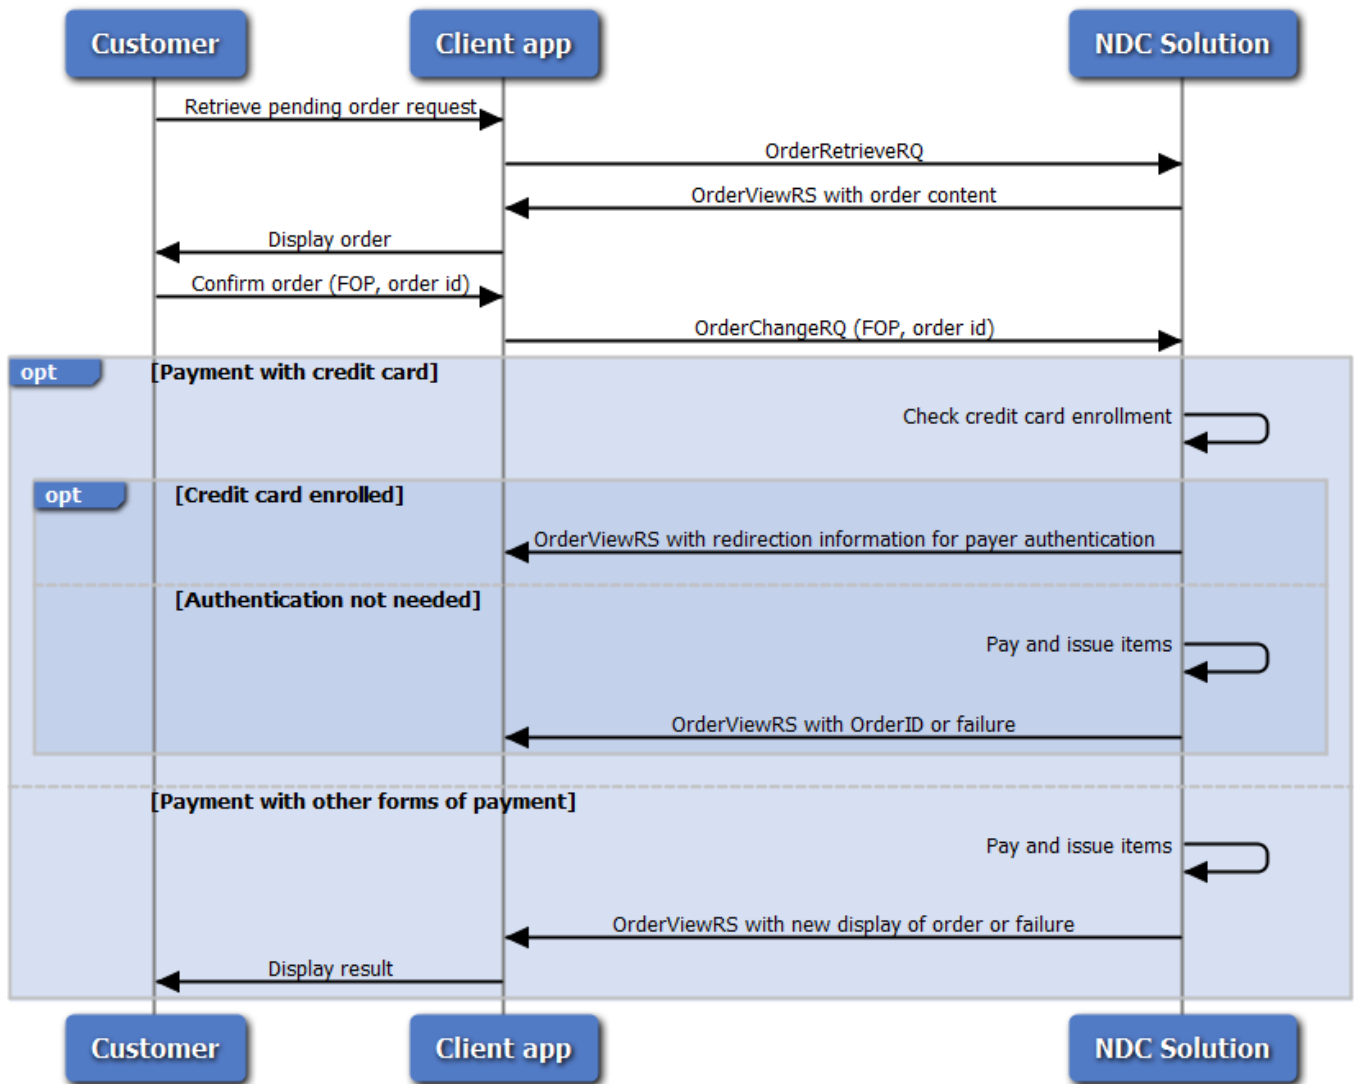 Customer
Client app
NDC Solution
Retrieve pending order request
OrderRetrieveRQ
OrderViewRS with order content
Display order
Confirm order (FOP, order id)
OrderChangeRQ (FOP, order id)
opt
[Payment with credit card]
Check credit card enrollment
opt
[Credit card enrolled]
OrderViewRS with redirection information for payer authentication
[Authentication not needed]
Pay and issue items
OrderViewRS with OrderID or failure
[Payment with other forms of payment]
Pay and issue items
OrderViewRS with new display of order or failure
Display result
Customer
Client app
NDC Solution